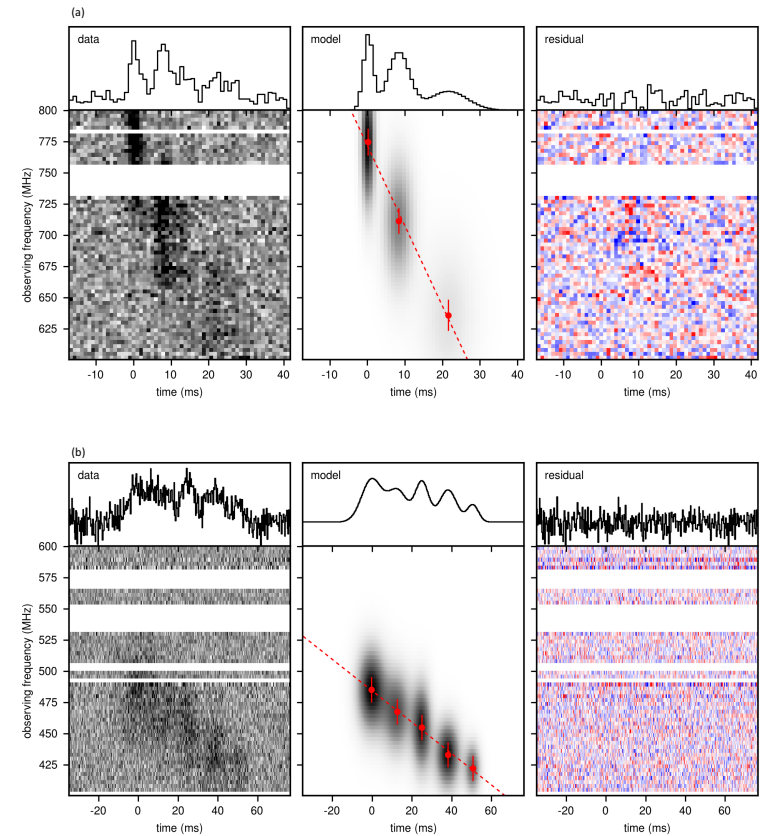 (a)
data
model
residual
800
775
750
725
700
675
650
625
observing frequency (MHz)
-10 0 10 20 30 40
-10 0 10 20 30 40
-10 0 10 20 30 40
time (ms)
time (ms)
time (ms)
(b)
data
model
residual
600
575
550
525
500
475
450
425
observing frequency (MHz)
-20 0 20 40 60
-20 0 20 40 60
-20 0 20 40 60
time (ms)
time (ms)
time (ms)